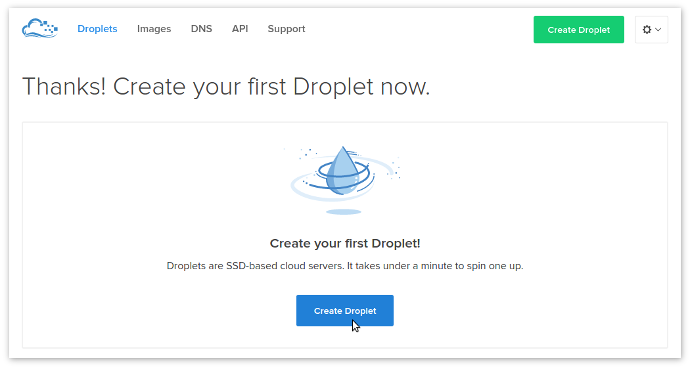 Droplets Images DNS API Support Create Droplet
Thanks! Create your first Droplet now.
Create your first Droplet!
Droplets are SSD-based cloud servers. It takes under a minute to spin one up.
Create Droplet